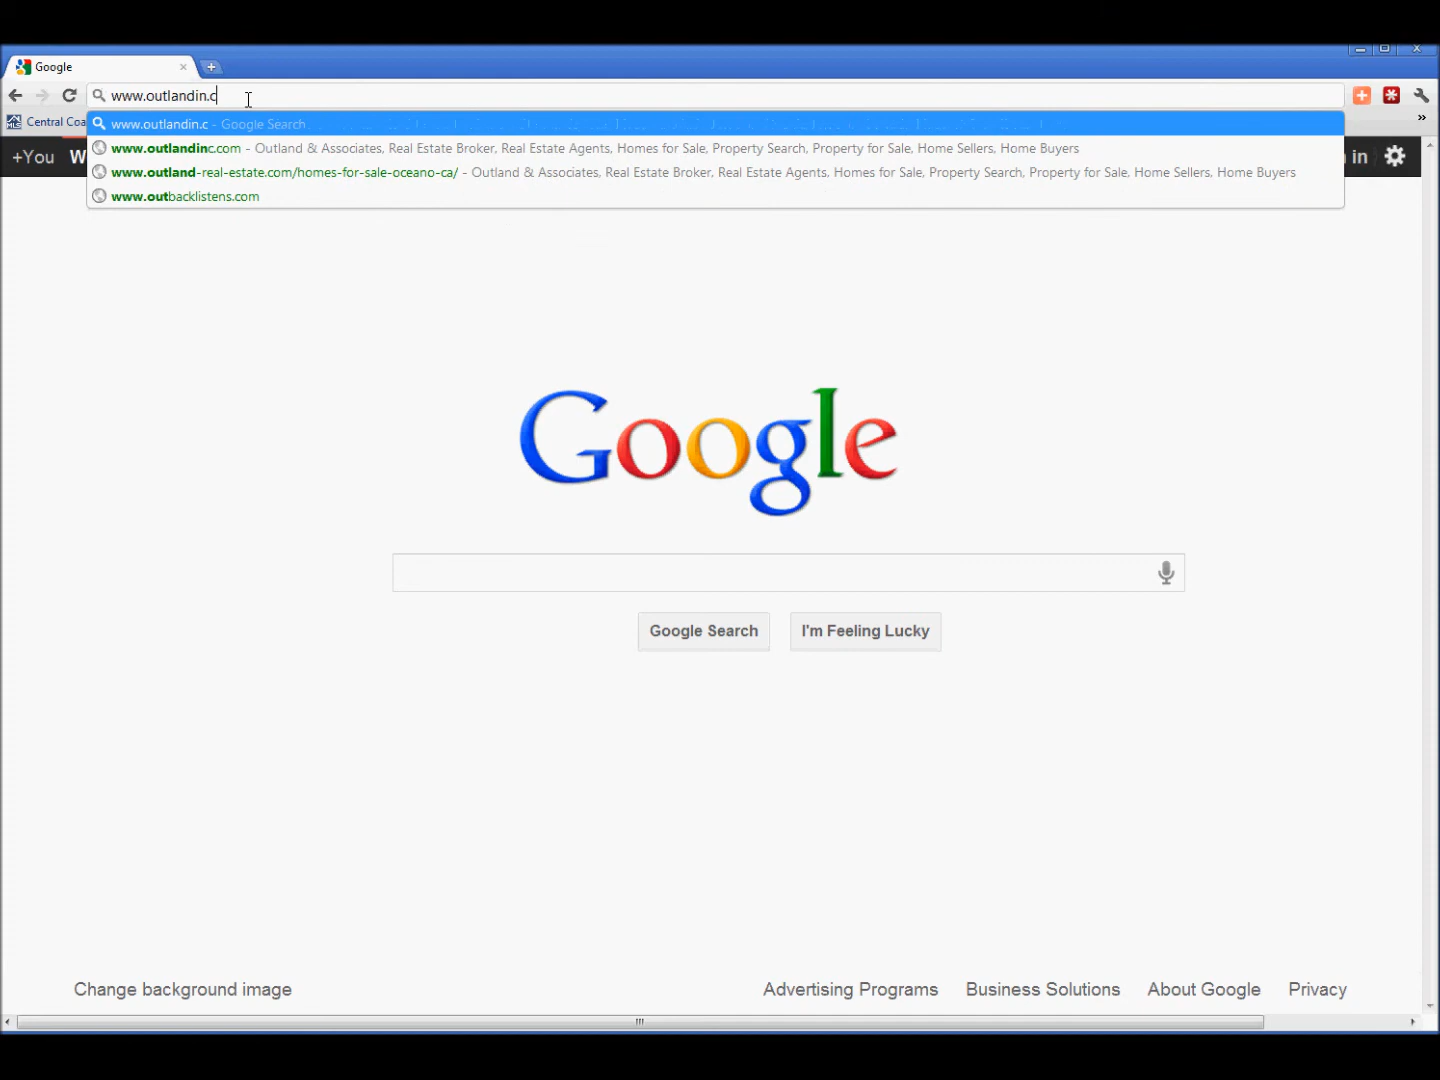 Google
www.outlandin.c
Central Coa
www.outlandin.c - Google Search
www.outlandinc.com - Outland & Associates, Real Estate Broker, Real Estate Agents, Homes for Sale, Property Search, Property for Sale, Home Sellers, Home Buyers
www.outland-real-estate.com/homes-for-sale-oceano-ca/ - Outland & Associates, Real Estate Broker, Real Estate Agents, Homes for Sale, Property Search, Property for Sale, Home Sellers, Home Buyers
www.outbacklistens.com
+You W in
Google
Google Search I'm Feeling Lucky
Change background image Advertising Programs Business Solutions About Google Privacy